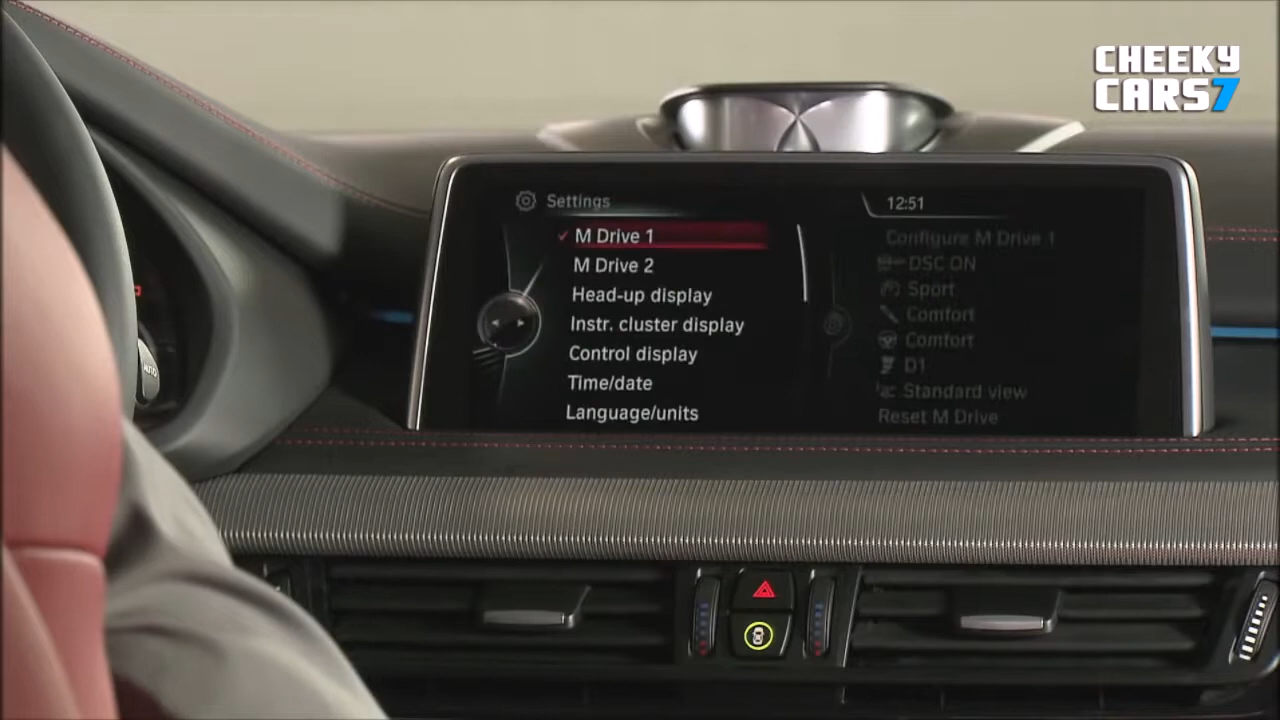 CHEEKY
CARS7
Settings
12:51
✓ M Drive 1
M Drive 2
Head-up display
Instr. cluster display
Control display
Time/date
Language/units
Configure M Drive 1
DSC ON
Sport
Comfort
Comfort
D1
Standard view
Reset M Drive
AUTO